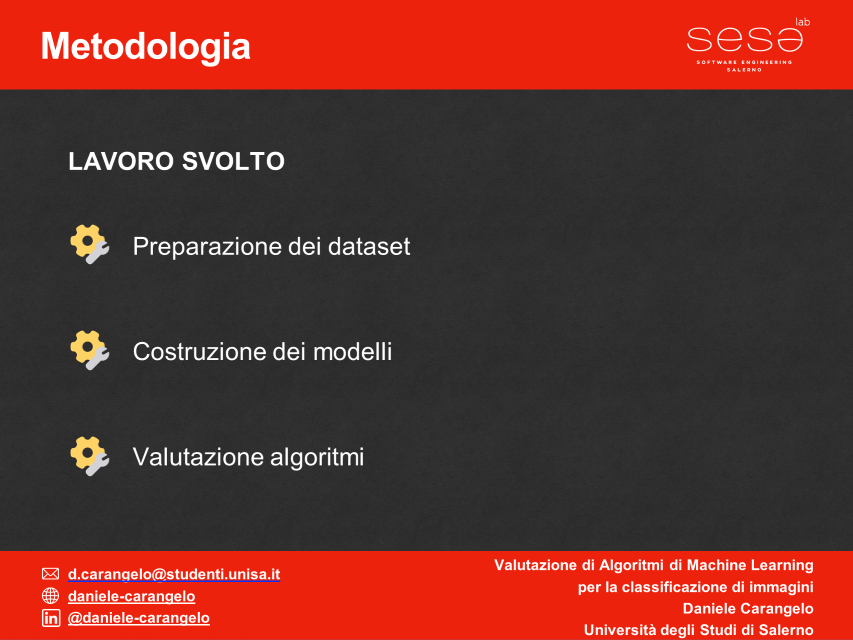 Metodologia
sesa lab
SOFTWARE ENGINEERING
SALERNO
LAVORO SVOLTO
Preparazione dei dataset
Costruzione dei modelli
Valutazione algoritmi
d.carangelo@studenti.unisa.it
daniele-carangelo
@daniele-carangelo
Valutazione di Algoritmi di Machine Learning
per la classificazione di immagini
Daniele Carangelo
Università degli Studi di Salerno